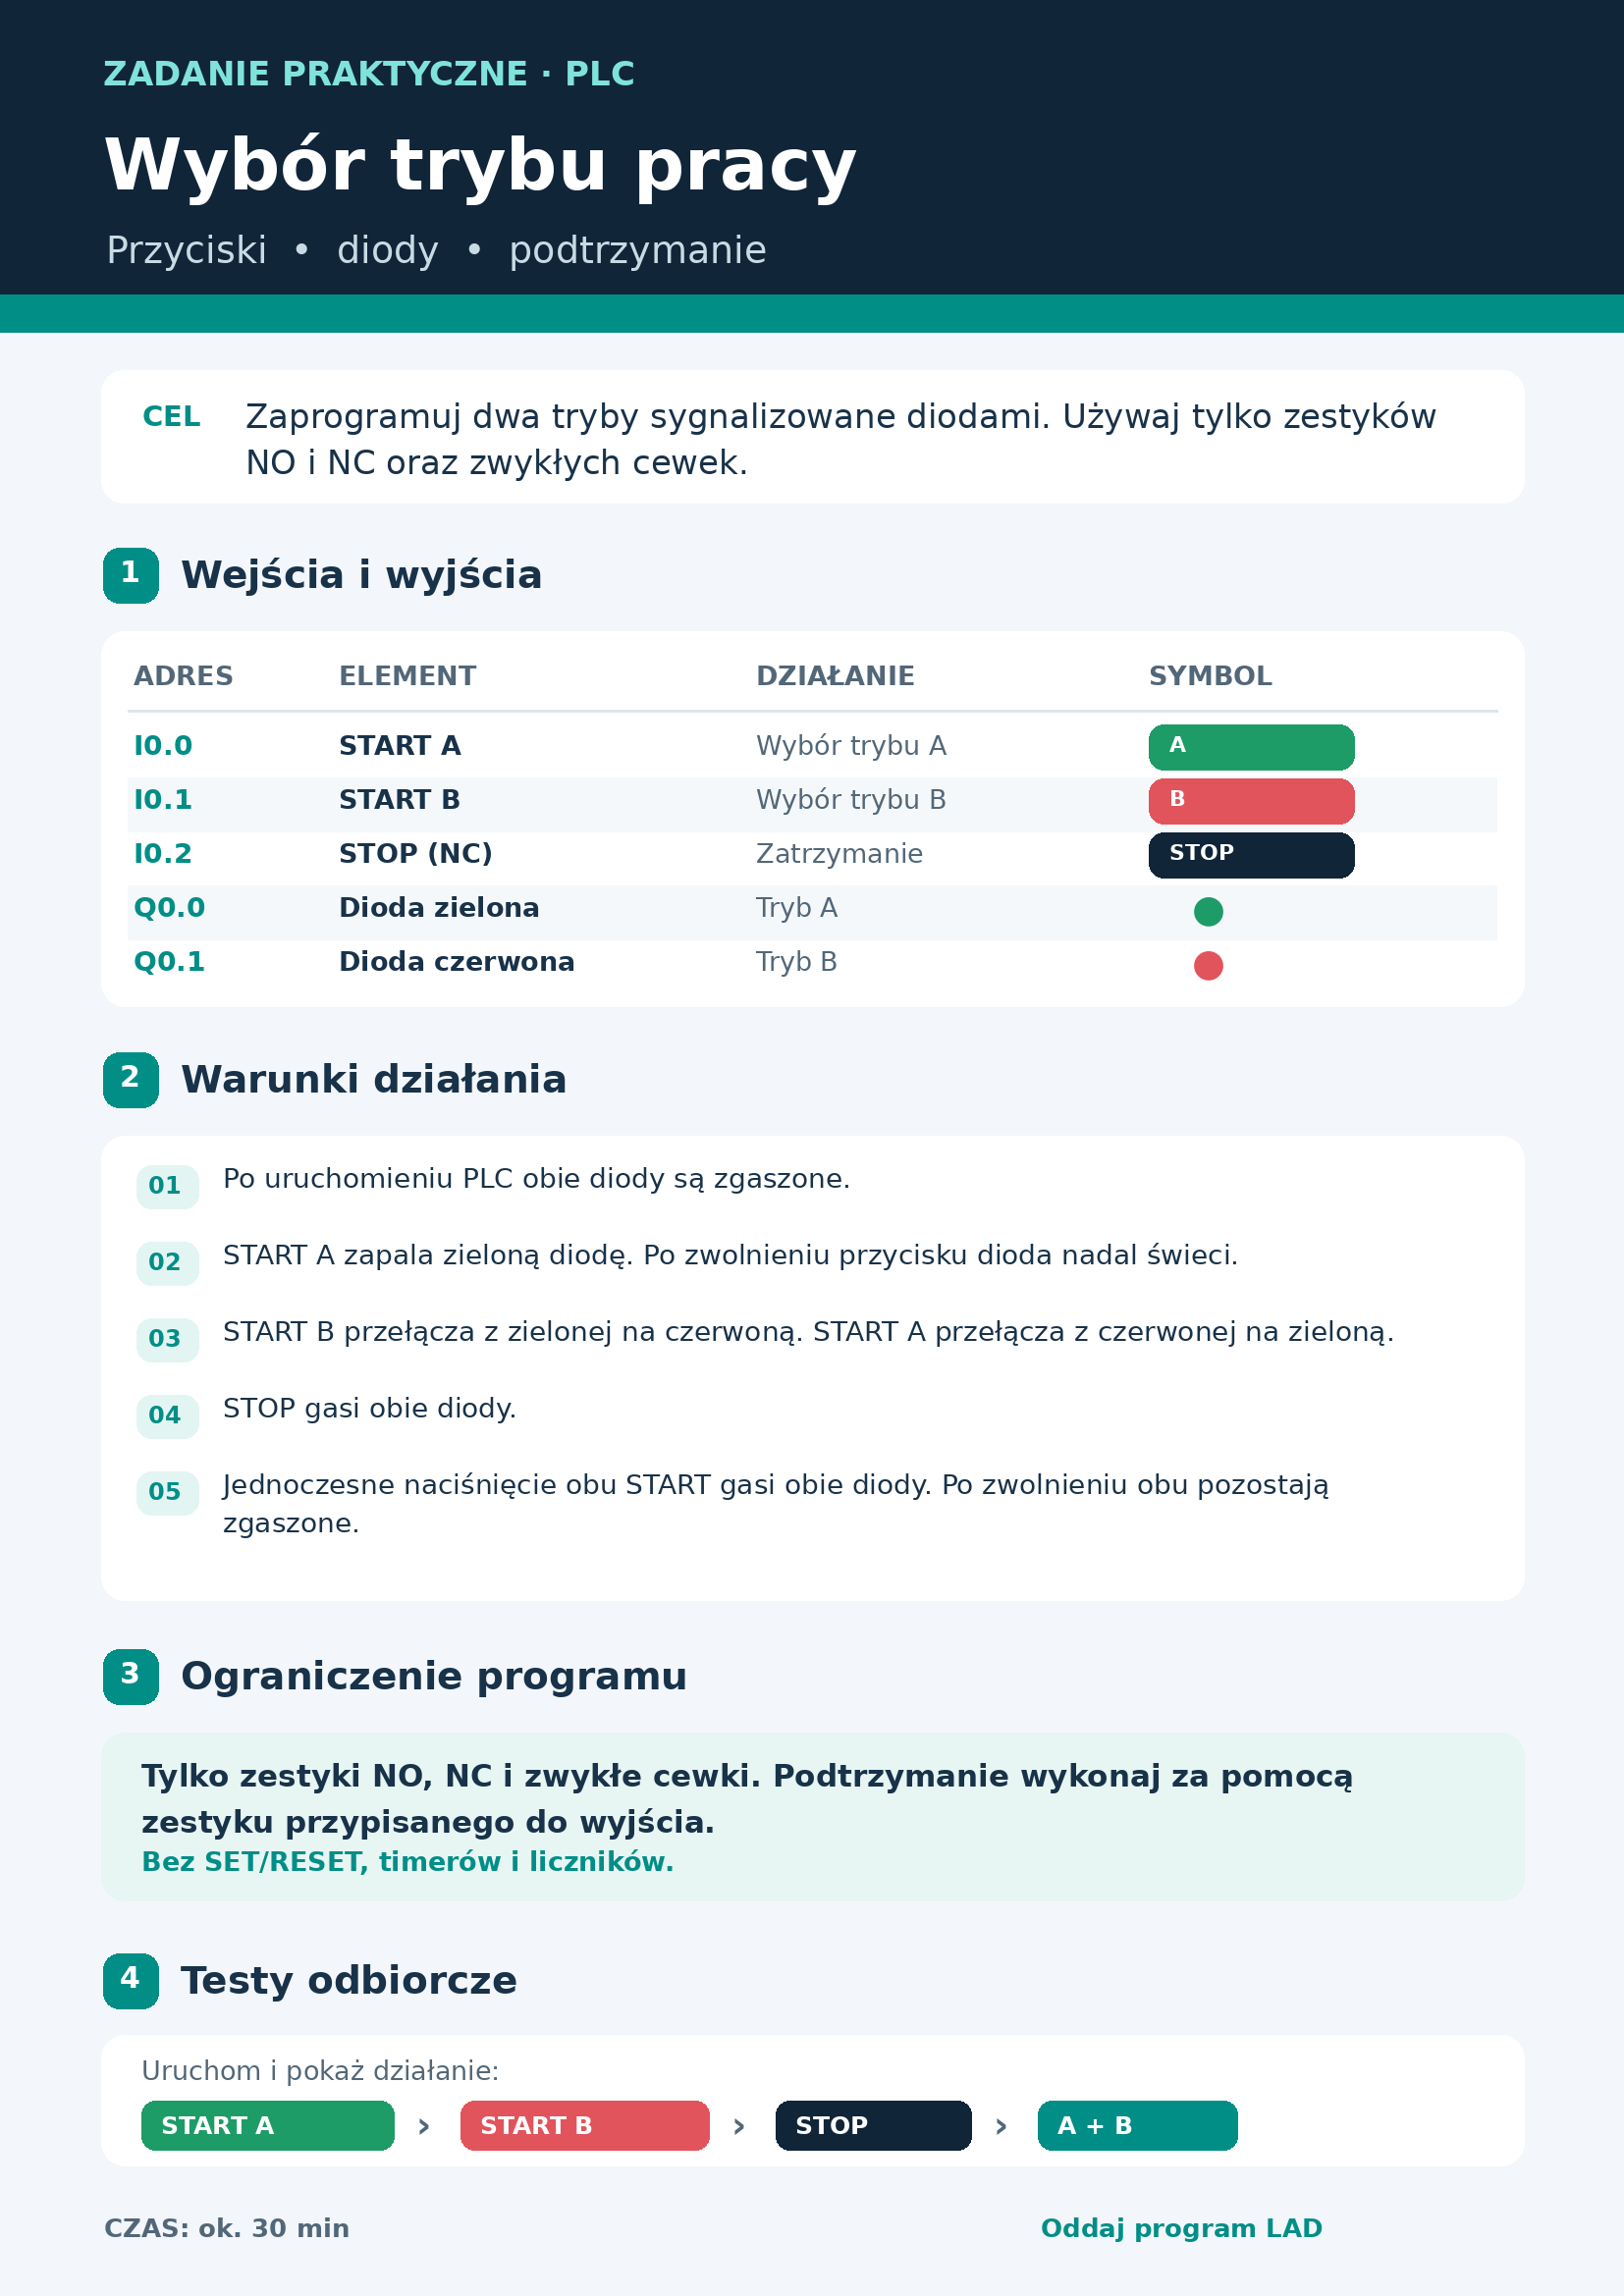 ZADANIE PRAKTYCZNE · PLC
Wybór trybu pracy
Przyciski • diody • podtrzymanie
CEL Zaprogramuj dwa tryby sygnalizowane diodami. Używaj tylko zestyków
NO i NC oraz zwykłych cewek.
1 Wejścia i wyjścia
ADRES ELEMENT DZIAŁANIE SYMBOL
I0.0 START A Wybór trybu A A
I0.1 START B Wybór trybu B B
I0.2 STOP (NC) Zatrzymanie STOP
Q0.0 Dioda zielona Tryb A
Q0.1 Dioda czerwona Tryb B
2 Warunki działania
01 Po uruchomieniu PLC obie diody są zgaszone.
02 START A zapala zieloną diodę. Po zwolnieniu przycisku dioda nadal świeci.
03 START B przełącza z zielonej na czerwoną. START A przełącza z czerwonej na zieloną.
04 STOP gasi obie diody.
05 Jednoczesne naciśnięcie obu START gasi obie diody. Po zwolnieniu obu pozostają
zgaszone.
3 Ograniczenie programu
Tylko zestyki NO, NC i zwykłe cewki. Podtrzymanie wykonaj za pomocą
zestyku przypisanego do wyjścia.
Bez SET/RESET, timerów i liczników.
4 Testy odbiorcze
Uruchom i pokaż działanie:
START A › START B › STOP › A + B
CZAS: ok. 30 min Oddaj program LAD